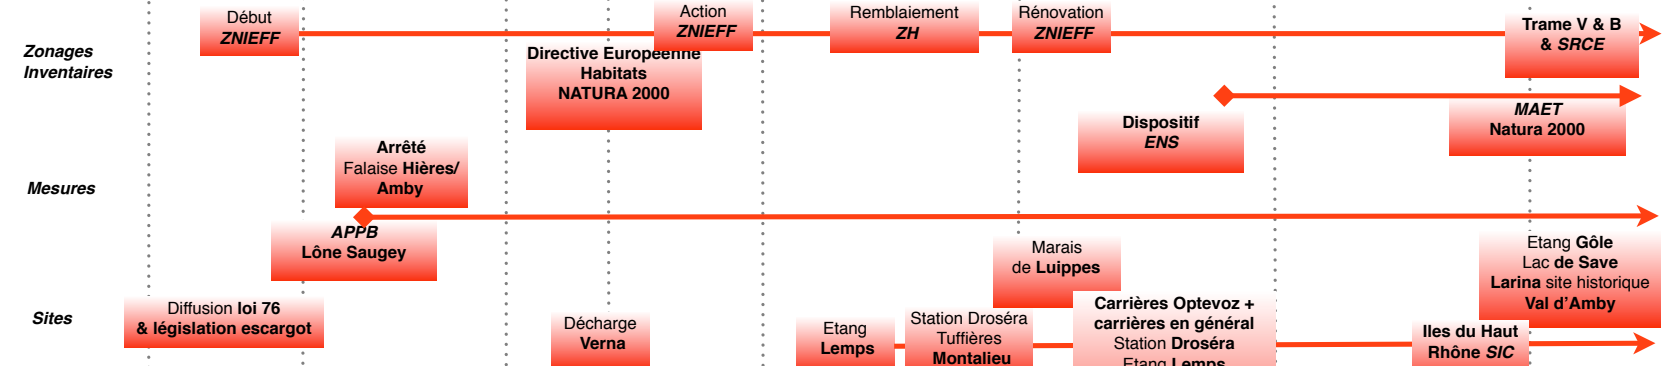 Zonages
Inventaires
Début
ZNIEFF
Action
ZNIEFF
Remblaiement
ZH
Rénovation
ZNIEFF
Trame V & B
& SRCE
Directive Européenne
Habitats
NATURA 2000
Dispositif
ENS
MAET
Natura 2000
Mesures
Arrêté
Falaise Hières/
Amby
APPB
Lône Saugey
Marais
de Luippes
Etang Gôle
Lac de Save
Larina site historique
Val d'Amby
Sites
Diffusion loi 76
& législation escargot
Décharge
Verna
Etang
Lemps
Station Droséra
Tuffières
Montalieu
Carrières Optevoz +
carrières en général
Station Droséra
Etang Lemps
Iles du Haut
Rhône SIC